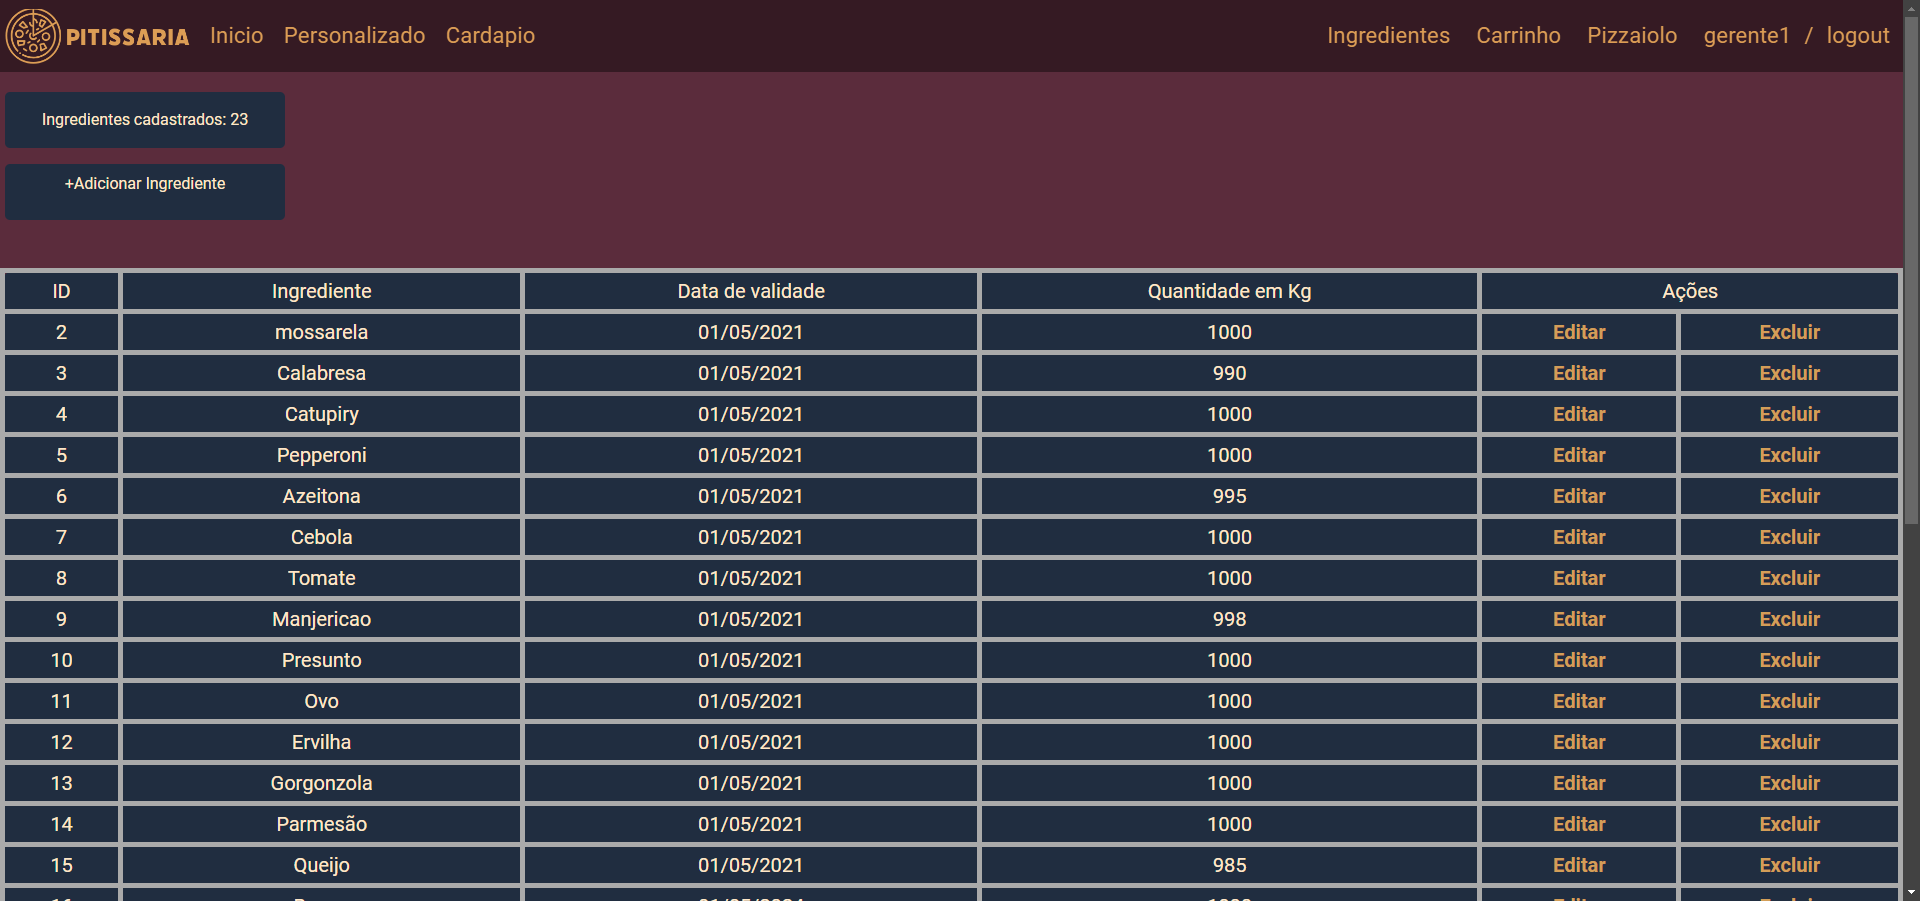 PITISSARIA Inicio Personalizado Cardapio Ingredientes Carrinho Pizzaiolo gerente1 / logout
Ingredientes cadastrados: 23
+Adicionar Ingrediente
ID Ingrediente Data de validade Quantidade em Kg Ações
2 mossarela 01/05/2021 1000 Editar Excluir
3 Calabresa 01/05/2021 990 Editar Excluir
4 Catupiry 01/05/2021 1000 Editar Excluir
5 Pepperoni 01/05/2021 1000 Editar Excluir
6 Azeitona 01/05/2021 995 Editar Excluir
7 Cebola 01/05/2021 1000 Editar Excluir
8 Tomate 01/05/2021 1000 Editar Excluir
9 Manjericao 01/05/2021 998 Editar Excluir
10 Presunto 01/05/2021 1000 Editar Excluir
11 Ovo 01/05/2021 1000 Editar Excluir
12 Ervilha 01/05/2021 1000 Editar Excluir
13 Gorgonzola 01/05/2021 1000 Editar Excluir
14 Parmesão 01/05/2021 1000 Editar Excluir
15 Queijo 01/05/2021 985 Editar Excluir